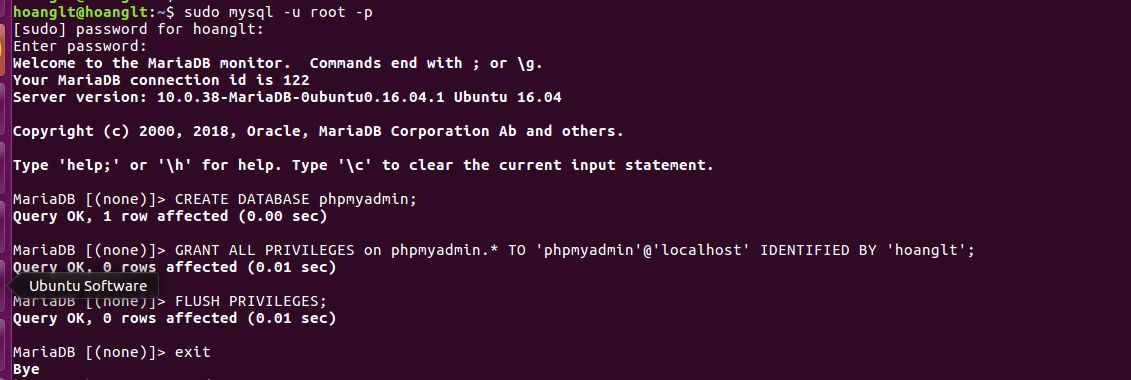 hoanglt@hoanglt:~$ sudo mysql -u root -p
[sudo] password for hoanglt:
Enter password:
Welcome to the MariaDB monitor.  Commands end with ; or \g.
Your MariaDB connection id is 122
Server version: 10.0.38-MariaDB-0ubuntu0.16.04.1 Ubuntu 16.04
Copyright (c) 2000, 2018, Oracle, MariaDB Corporation Ab and others.
Type 'help;' or '\h' for help. Type '\c' to clear the current input statement.
MariaDB [(none)]> CREATE DATABASE phpmyadmin;
Query OK, 1 row affected (0.00 sec)
MariaDB [(none)]> GRANT ALL PRIVILEGES on phpmyadmin.* TO 'phpmyadmin'@'localhost' IDENTIFIED BY 'hoanglt';
Query OK, 0 rows affected (0.01 sec)
Ubuntu Software
MariaDB [(none)]> FLUSH PRIVILEGES;
Query OK, 0 rows affected (0.01 sec)
MariaDB [(none)]> exit
Bye